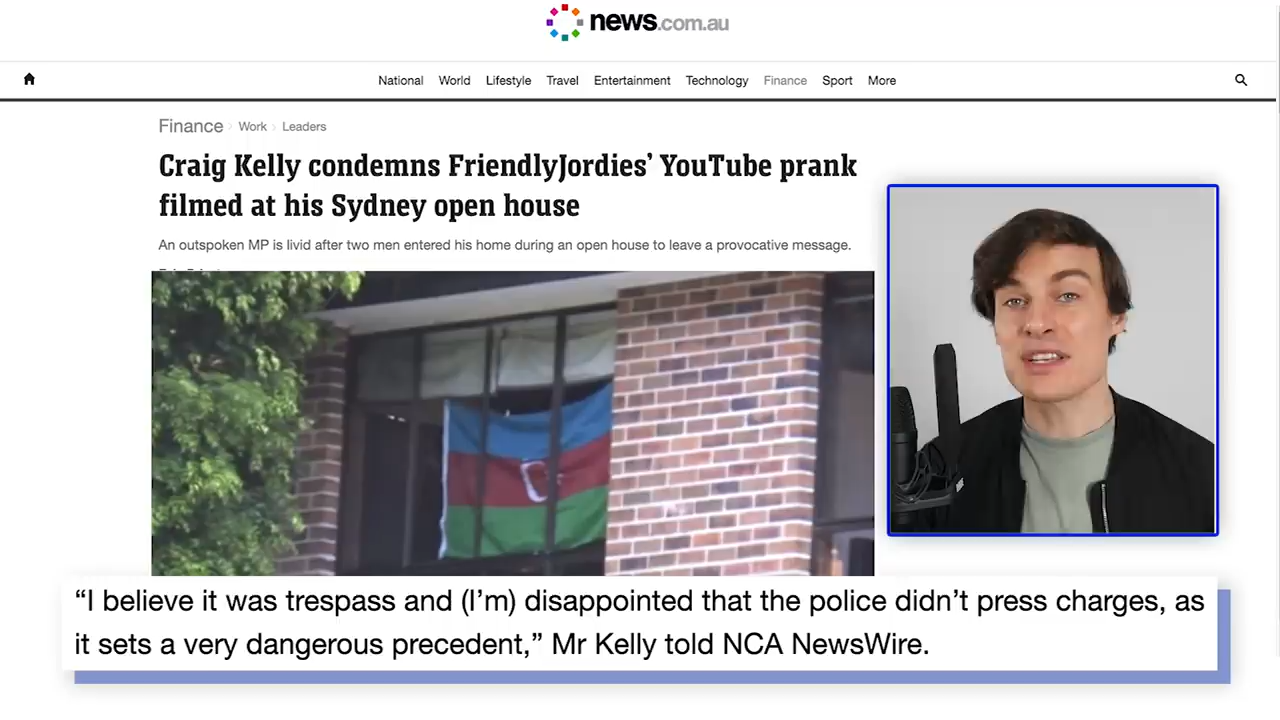 news.com.au
National World Lifestyle Travel Entertainment Technology Finance Sport More
Finance Work Leaders
Craig Kelly condemns FriendlyJordies’ YouTube prank
filmed at his Sydney open house
An outspoken MP is livid after two men entered his home during an open house to leave a provocative message.
“I believe it was trespass and (I’m) disappointed that the police didn’t press charges, as
it sets a very dangerous precedent,” Mr Kelly told NCA NewsWire.